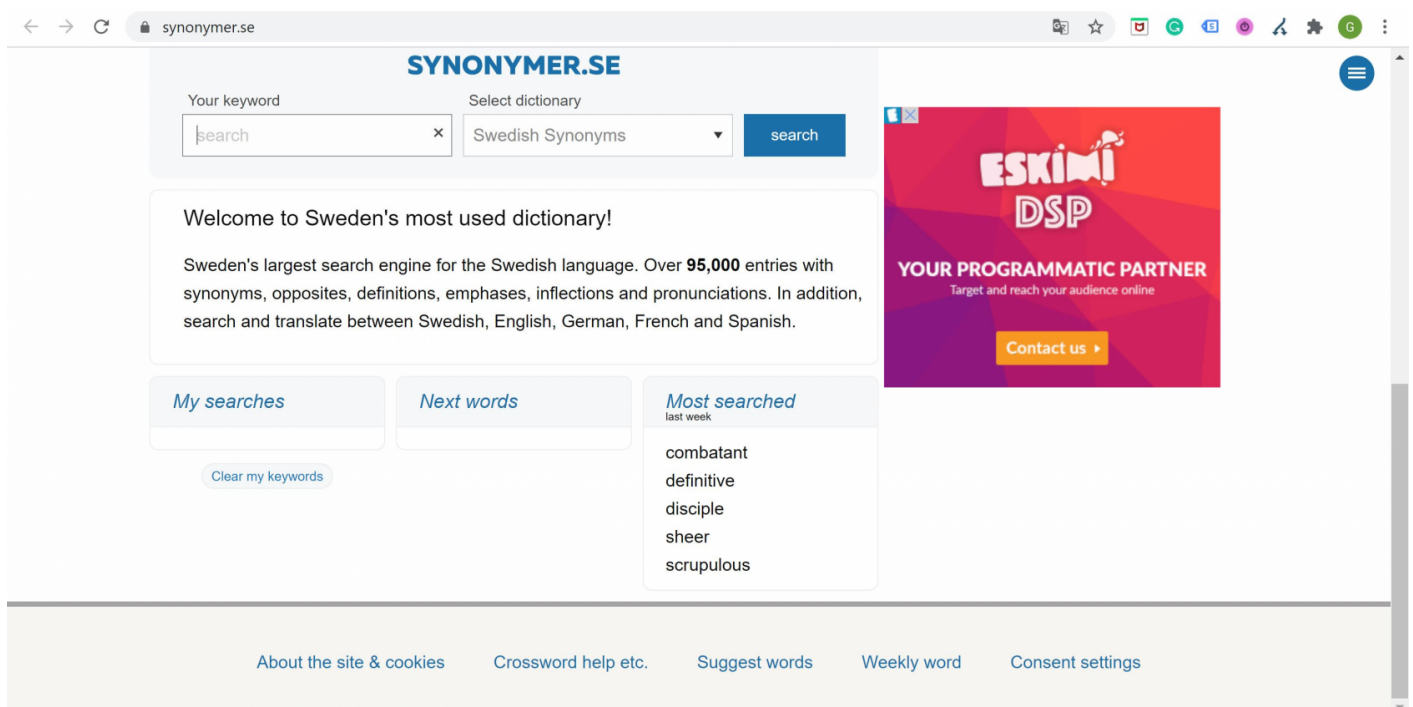 synonymer.se
G
SYNONYMER.SE
Your keyword
Select dictionary
search
Swedish Synonyms
search
ESKIMI
DSP
YOUR PROGRAMMATIC PARTNER
Target and reach your audience online
Contact us
Welcome to Sweden's most used dictionary!
Sweden's largest search engine for the Swedish language. Over 95,000 entries with
synonyms, opposites, definitions, emphases, inflections and pronunciations. In addition,
search and translate between Swedish, English, German, French and Spanish.
My searches
Next words
Most searched
last week
combatant
definitive
disciple
sheer
scrupulous
Clear my keywords
About the site & cookies
Crossword help etc.
Suggest words
Weekly word
Consent settings